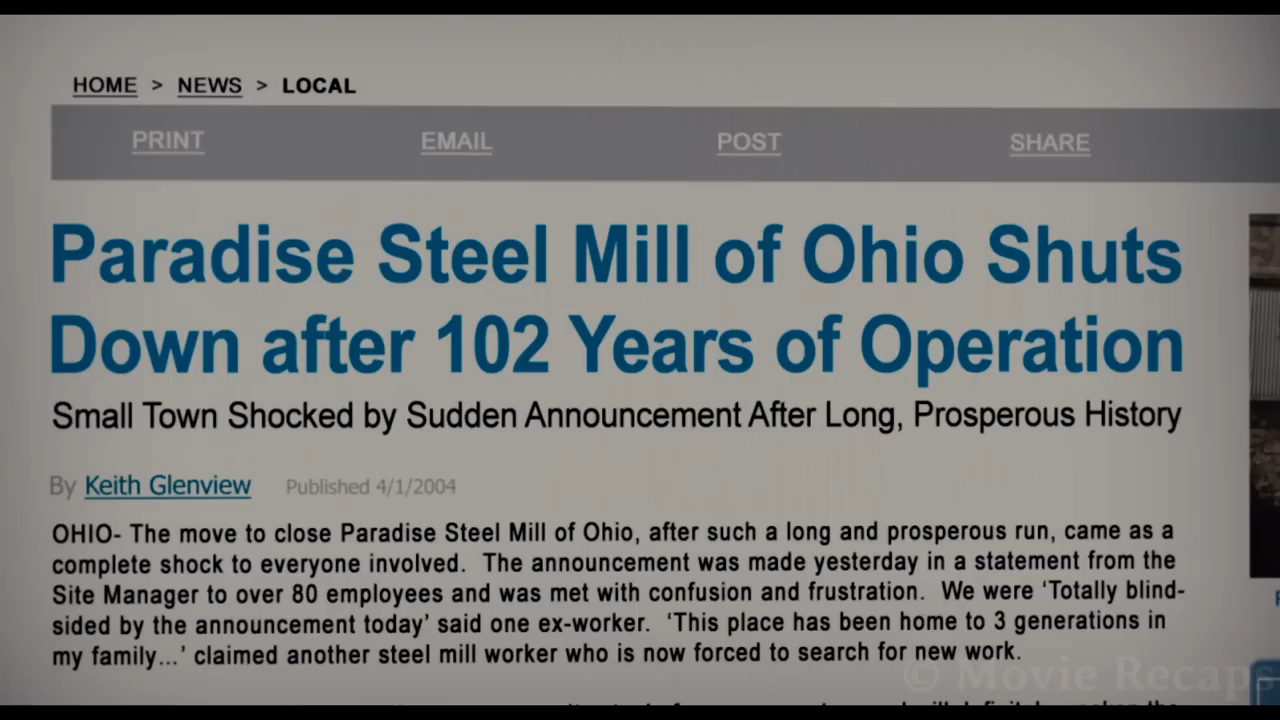 HOME > NEWS > LOCAL
PRINT EMAIL POST SHARE
Paradise Steel Mill of Ohio Shuts
Down after 102 Years of Operation
Small Town Shocked by Sudden Announcement After Long, Prosperous History
By Keith Glenview Published 4/1/2004
OHIO- The move to close Paradise Steel Mill of Ohio, after such a long and prosperous run, came as a
complete shock to everyone involved. The announcement was made yesterday in a statement from the
Site Manager to over 80 employees and was met with confusion and frustration. We were ‘Totally blind-
sided by the announcement today’ said one ex-worker. ‘This place has been home to 3 generations in
my family...’ claimed another steel mill worker who is now forced to search for new work.
© Movie Recaps